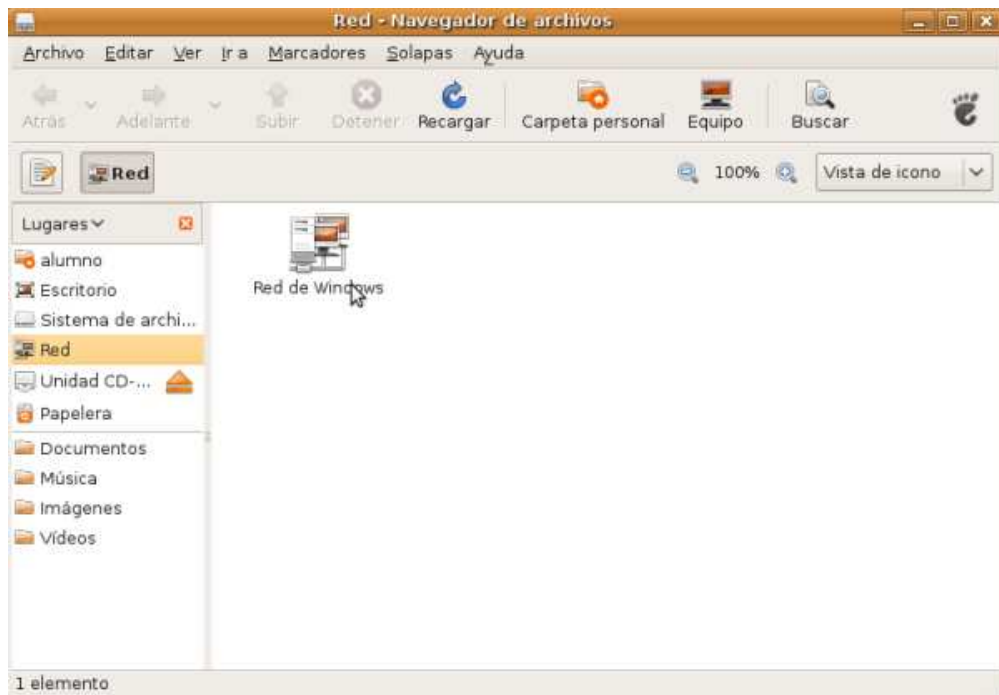 Red - Navegador de archivos
Archivo Editar Ver Ir a Marcadores Solapas Ayuda
Atrás Adelante Subir Detener Recargar Carpeta personal Equipo Buscar
Red 100% Vista de icono
Lugares
alumno
Escritorio
Sistema de archi...
Red
Unidad CD-...
Papelera
Documentos
Música
Imágenes
Vídeos
Red de Windows
1 elemento